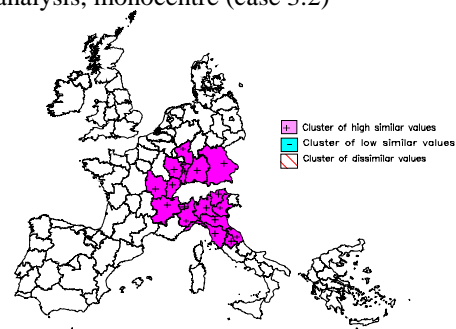 analysis, monocentre (case 3.2)
+ Cluster of high similar values
- Cluster of low similar values
Cluster of dissimilar values